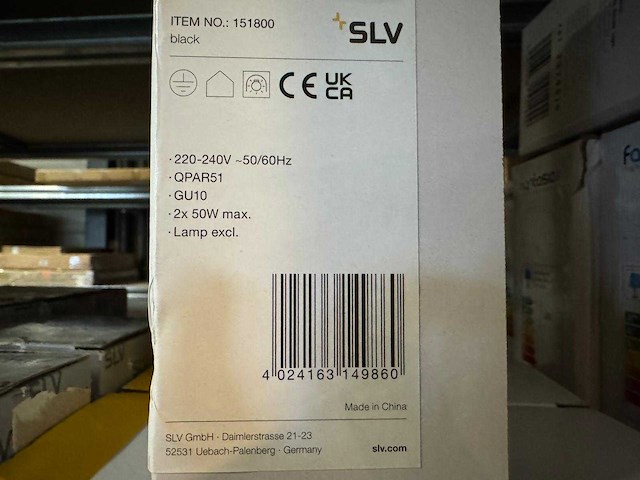 ITEM NO.: 151800
black
SLV
CE UK CA
· 220-240V ~50/60Hz
· QPAR51
· GU10
· 2x 50W max.
· Lamp excl.
4 024163 149860
Made in China
SLV GmbH · Daimlerstrasse 21-23
52531 Uebach-Palenberg · Germany
slv.com
SLV